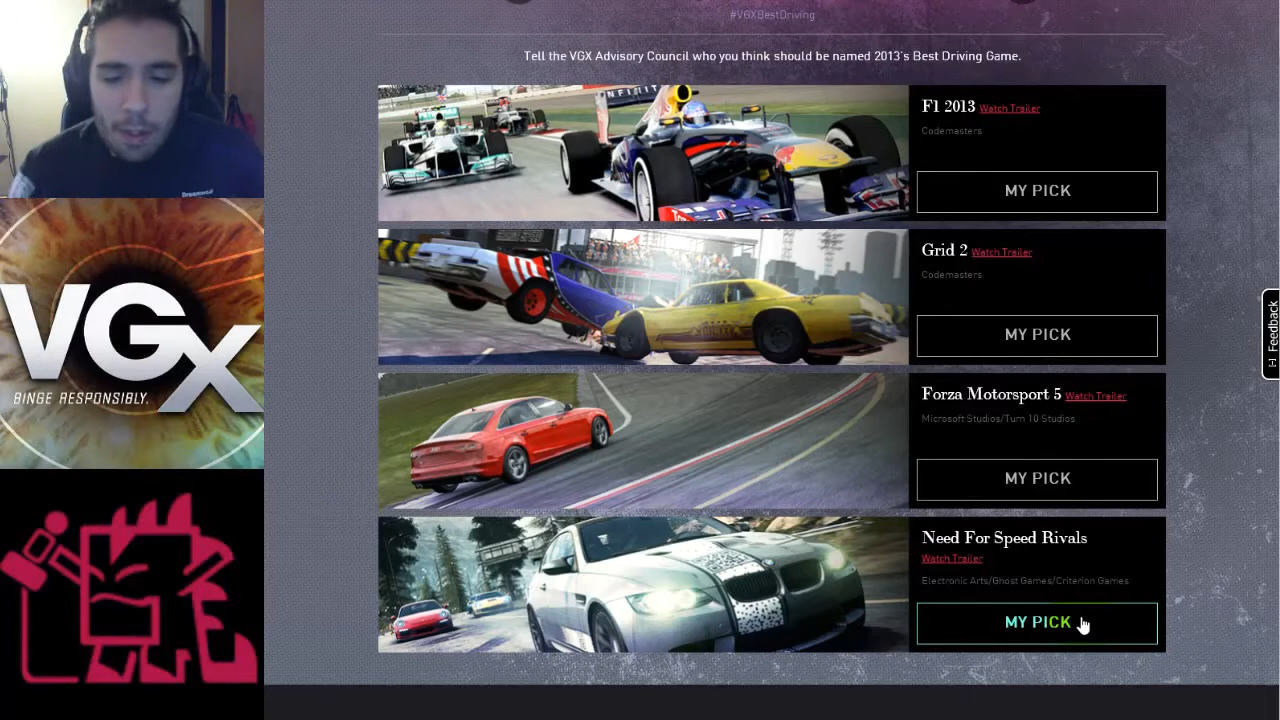 #VGXBestDriving
Tell the VGX Advisory Council who you think should be named 2013's Best Driving Game.
INFINITI
F1 2013 Watch Trailer
Codemasters
MY PICK
Grid 2 Watch Trailer
Codemasters
MY PICK
Forza Motorsport 5 Watch Trailer
Microsoft Studios/Turn 10 Studios
MY PICK
Need For Speed Rivals
Watch Trailer
Electronic Arts/Ghost Games/Criterion Games
MY PICK
Feedback
VGX
BINGE RESPONSIBLY.